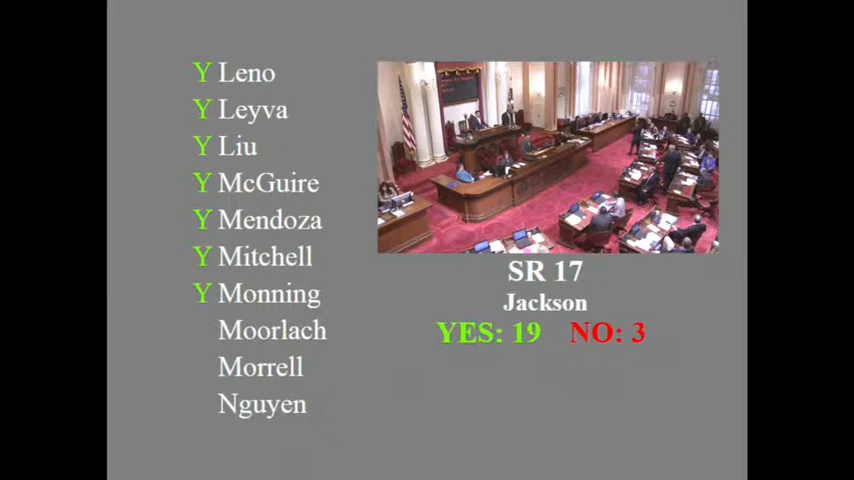 Y Leno
Y Leyva
Y Liu
Y McGuire
Y Mendoza
Y Mitchell
Y Monning
Moorlach
Morrell
Nguyen
SR 17
Jackson
YES: 19 NO: 3